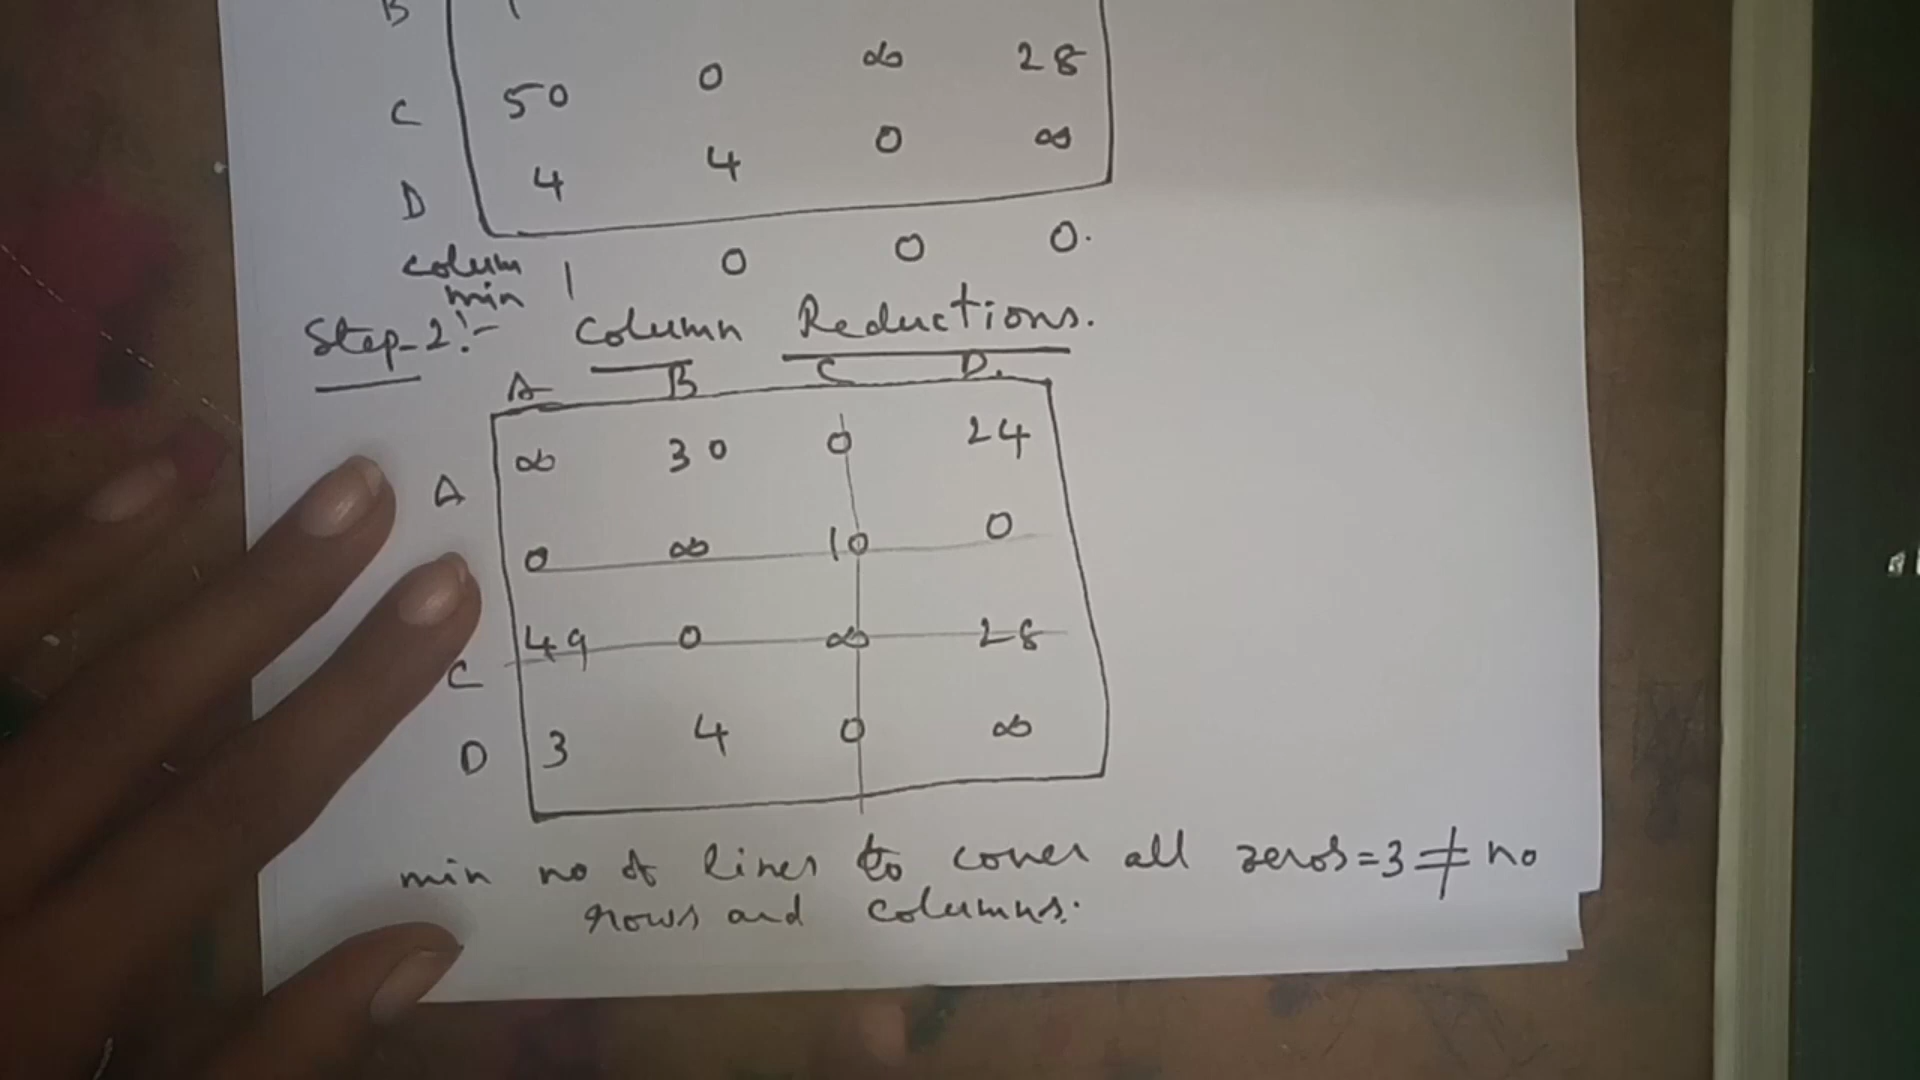 B
50 0 ∞ 28
C
4 4 0 ∞
D
colum min 1 0 0 0.
Step-2:- Column Reductions.
A B C D.
∞ 30 0 24
A
0 ∞ 10 0
49 0 ∞ 28
C
D 3 4 0 ∞
min no of lines to cover all zeros=3 ≠ no
rows and columns.